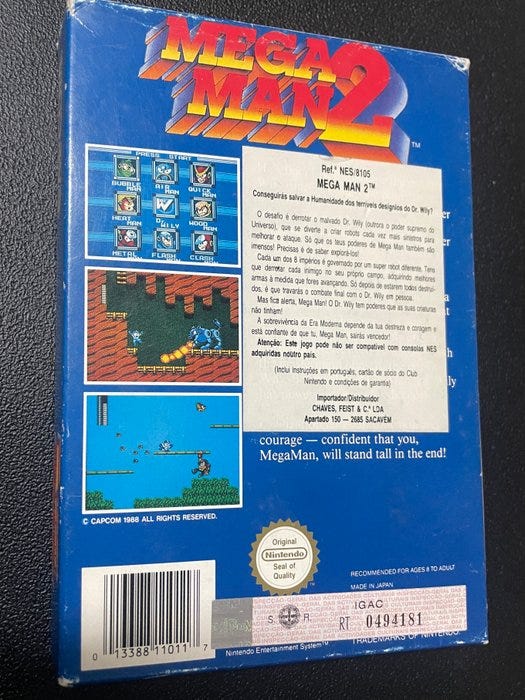 MEGA
MAN 2
TM
PRESS START
BUBBLE MAN
AIR MAN
QUICK MAN
HEAT MAN
DR. WILY
WOOD MAN
METAL
FLASH MAN
CLASH MAN
Ref.ª NES/8105
MEGA MAN 2™
Conseguirás salvar a Humanidade dos terríveis desígnios do Dr. Wily?
O desafio é derrotar o malvado Dr. Wily (outrora o poder supremo do
Universo), que se diverte a criar robots cada vez mais sinistros para
melhorar o ataque. Só que os teus poderes de Mega Man também são
imensos! Precisas é de saber explorá-los!
Cada um dos 8 impérios é governado por um super robot diferente. Tens
que derrotar cada inimigo no seu próprio campo, adquirindo melhores
armas à medida que fores avançando. Só depois de estarem todos destruí-
dos, é que travarás o combate final com o Dr. Wily em pessoa.
Mas fica alerta, Mega Man! O Dr. Wily tem poderes que as suas criaturas
não tinham!
A sobrevivência da Era Moderna depende da tua destreza e coragem e
está confiante de que tu, Mega Man, sairás vencedor!
Atenção: Este jogo pode não ser compatível com consolas NES
adquiridas noutro país.
(Inclui instruções em português, cartão de sócio do Club
Nintendo e condições de garantia)
Importador/Distribuidor
CHAVES, FEIST & C.ª LDA
Apartado 150 — 2685 SACAVÉM
courage — confident that you,
MegaMan, will stand tall in the end!
© CAPCOM 1988 ALL RIGHTS RESERVED.
Original
Nintendo
Seal of
Quality
RECOMMENDED FOR AGES 8 TO ADULT
MADE IN JAPAN
0 13388 11011 7
S. R.
IGAC
RT 0494181
Nintendo Entertainment System
TRADEMARKS OF NINTENDO.